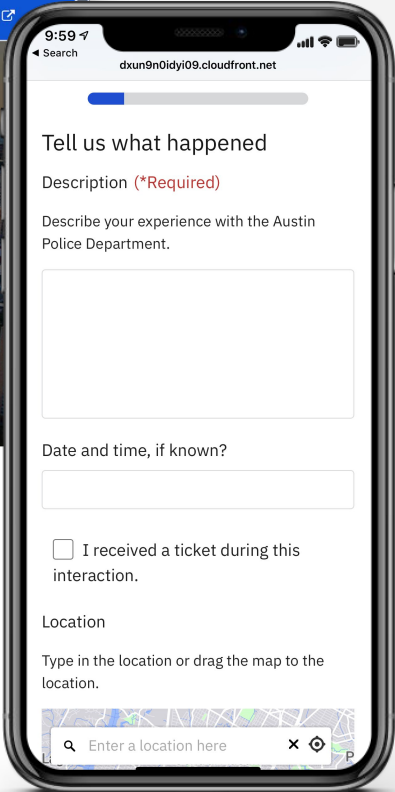 9:59
Search
dxun9n0idyi09.cloudfront.net
Tell us what happened
Description (*Required)
Describe your experience with the Austin
Police Department.
Date and time, if known?
I received a ticket during this
interaction.
Location
Type in the location or drag the map to the
location.
Enter a location here